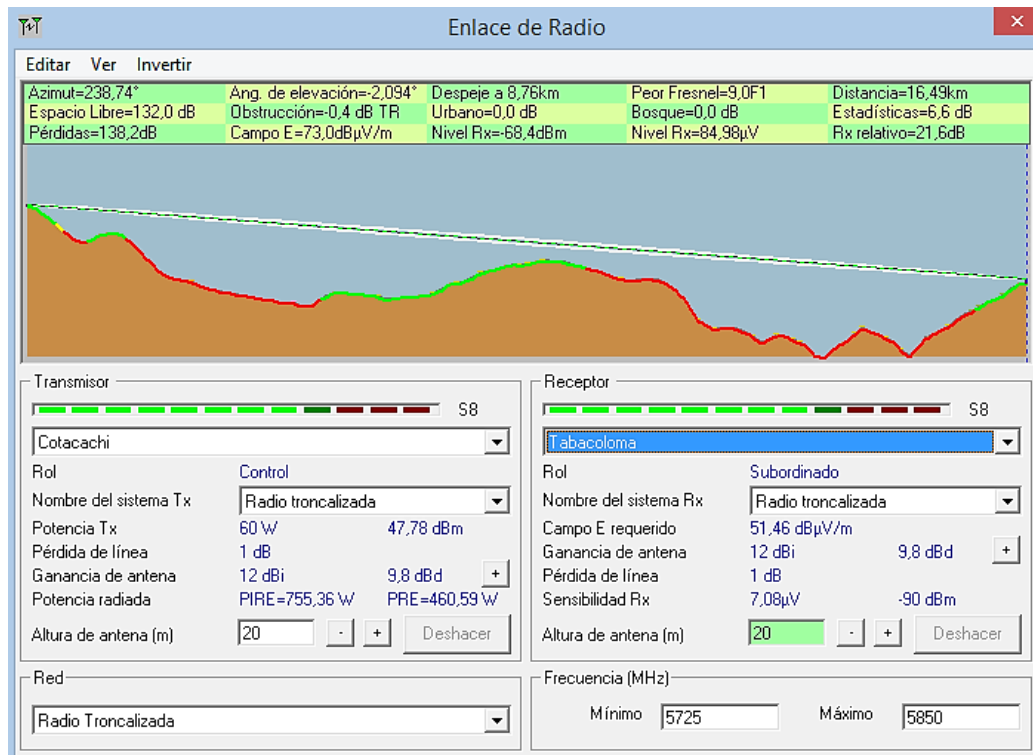 Enlace de Radio
Editar Ver Invertir
Azimut=238,74° Ang. de elevación=-2,094° Despeje a 8,76km Peor Fresnel=9,0F1 Distancia=16,49km
Espacio Libre=132,0 dB Obstrucción=-0,4 dB TR Urbano=0,0 dB Bosque=0,0 dB Estadísticas=6,6 dB
Pérdidas=138,2dB Campo E=73,0dBµV/m Nivel Rx=-68,4dBm Nivel Rx=84,98µV Rx relativo=21,6dB
Transmisor
S8
Cotacachi
Rol Control
Nombre del sistema Tx Radio troncalizada
Potencia Tx 60 W 47,78 dBm
Pérdida de línea 1 dB
Ganancia de antena 12 dBi 9,8 dBd +
Potencia radiada PIRE=755,36 W PRE=460,59 W
Altura de antena (m) 20 - + Deshacer
Red
Radio Troncalizada
Receptor
S8
Tabacoloma
Rol Subordinado
Nombre del sistema Rx Radio troncalizada
Campo E requerido 51,46 dBµV/m
Ganancia de antena 12 dBi 9,8 dBd +
Pérdida de línea 1 dB
Sensibilidad Rx 7,08µV -90 dBm
Altura de antena (m) 20 - + Deshacer
Frecuencia (MHz)
Mínimo 5725 Máximo 5850